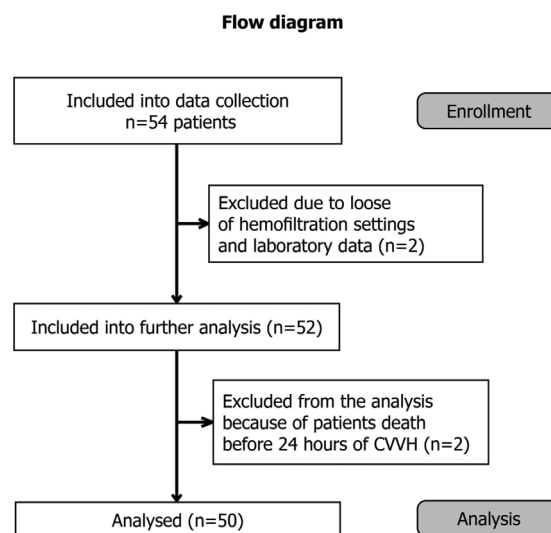 Flow diagram
Included into data collection
n=54 patients
Enrollment
Excluded due to loose
of hemofiltration settings
and laboratory data (n=2)
Included into further analysis (n=52)
Excluded from the analysis
because of patients death
before 24 hours of CVVH (n=2)
Analysed (n=50)
Analysis